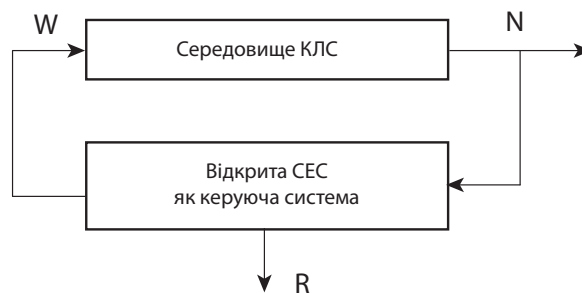 W
N
Середовище КЛС
Відкрита СЕС
як керуюча система
R